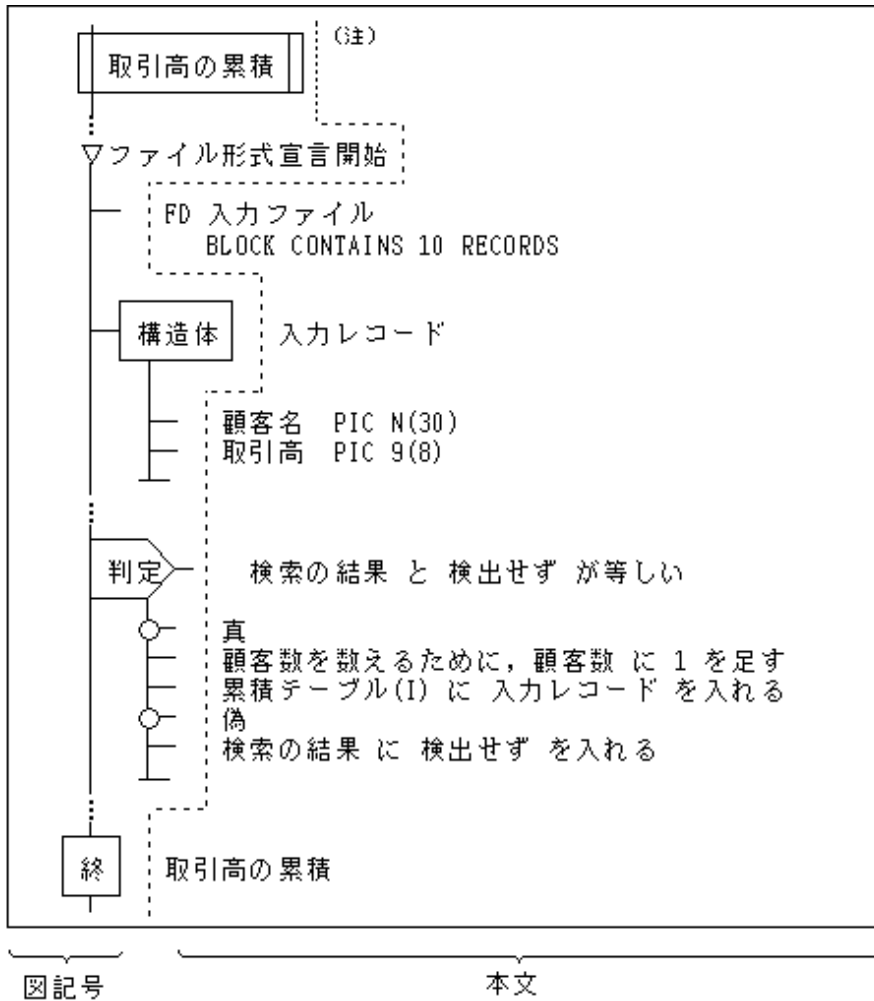 (注)
取引高の累積
▽ファイル形式宣言開始
FD 入力ファイル
BLOCK CONTAINS 10 RECORDS
構造体 入力レコード
顧客名 PIC N(30)
取引高 PIC 9(8)
判定 検索の結果 と 検出せず が等しい
真
顧客数を数えるために，顧客数 に 1 を足す
累積テーブル(I) に 入力レコード を入れる
偽
検索の結果 に 検出せず を入れる
終 取引高の累積
図記号 本文